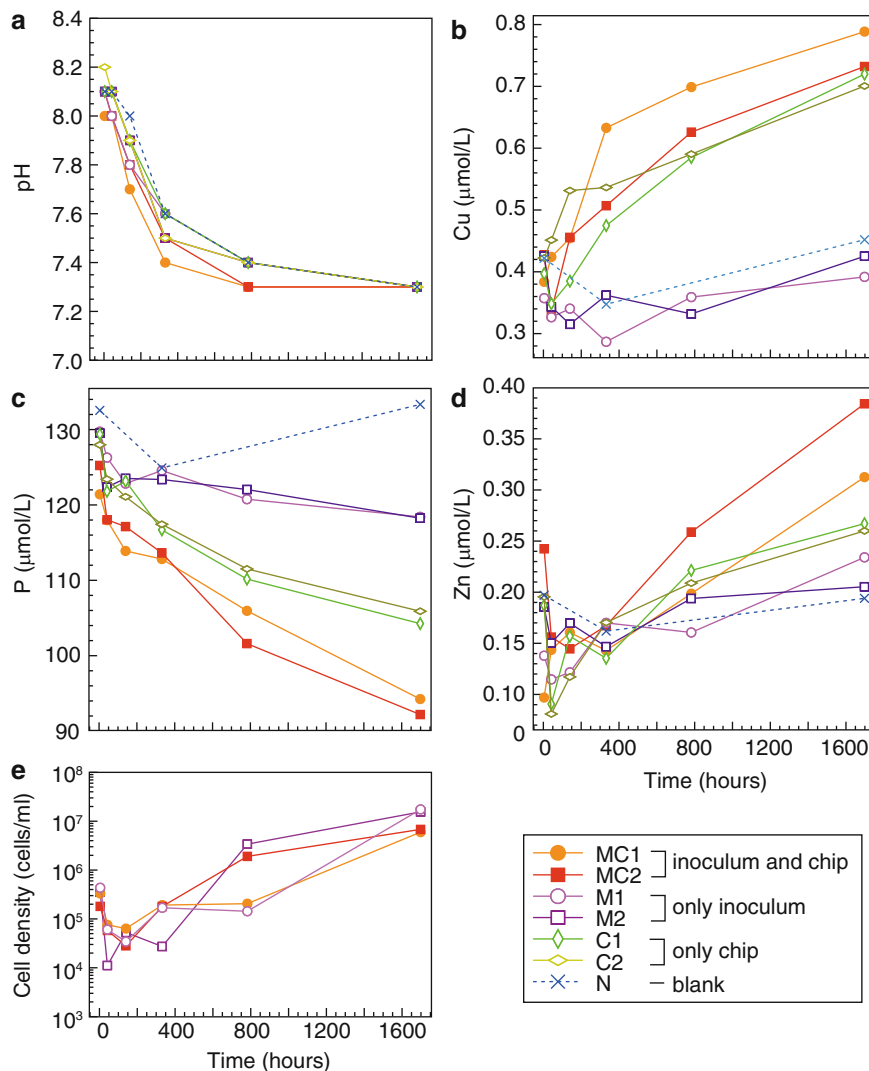 a
8.4
8.2
8.0
7.8
7.6
7.4
7.2
7.0
pH
b
0.8
0.7
0.6
0.5
0.4
0.3
Cu (μmol/L)
c
130
120
110
100
90
P (μmol/L)
d
0.40
0.35
0.30
0.25
0.20
0.15
0.10
0
Zn (μmol/L)
0 400 800 1200 1600
Time (hours)
e
10⁸
10⁷
10⁶
10⁵
10⁴
10³
Cell density (cells/ml)
0 400 800 1200 1600
Time (hours)
MC1
MC2
inoculum and chip
M1
M2
only inoculum
C1
C2
only chip
N
blank